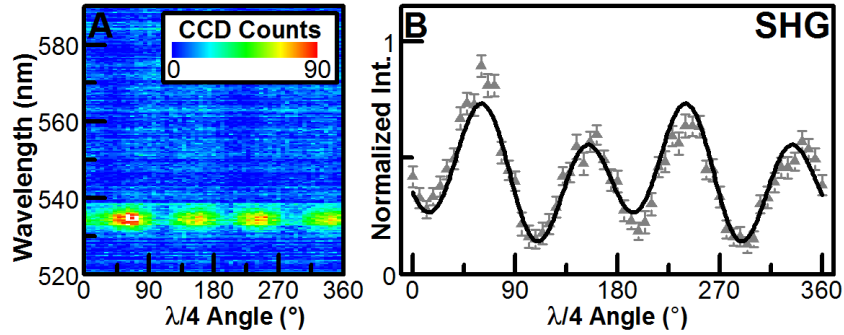 A
CCD Counts
0 90
Wavelength (nm)
580
560
540
520
0 90 180 270 360
λ/4 Angle (°)
B
SHG
Normalized Int.
1
0
0 90 180 270 360
λ/4 Angle (°)